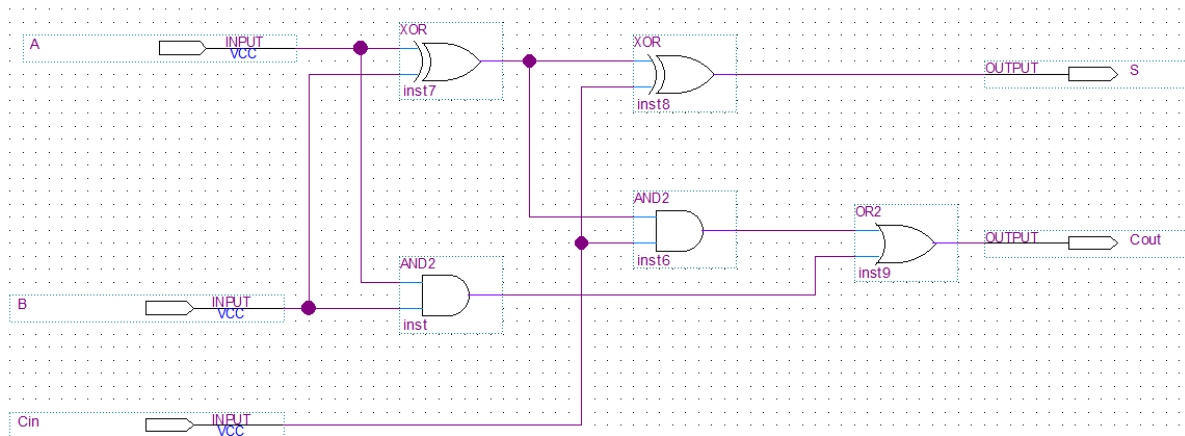 XOR
A
INPUT
VCC
inst7
XOR
inst8
OUTPUT
S
AND2
inst6
OR2
inst9
OUTPUT
Cout
AND2
inst
B
INPUT
VCC
Cin
INPUT
VCC